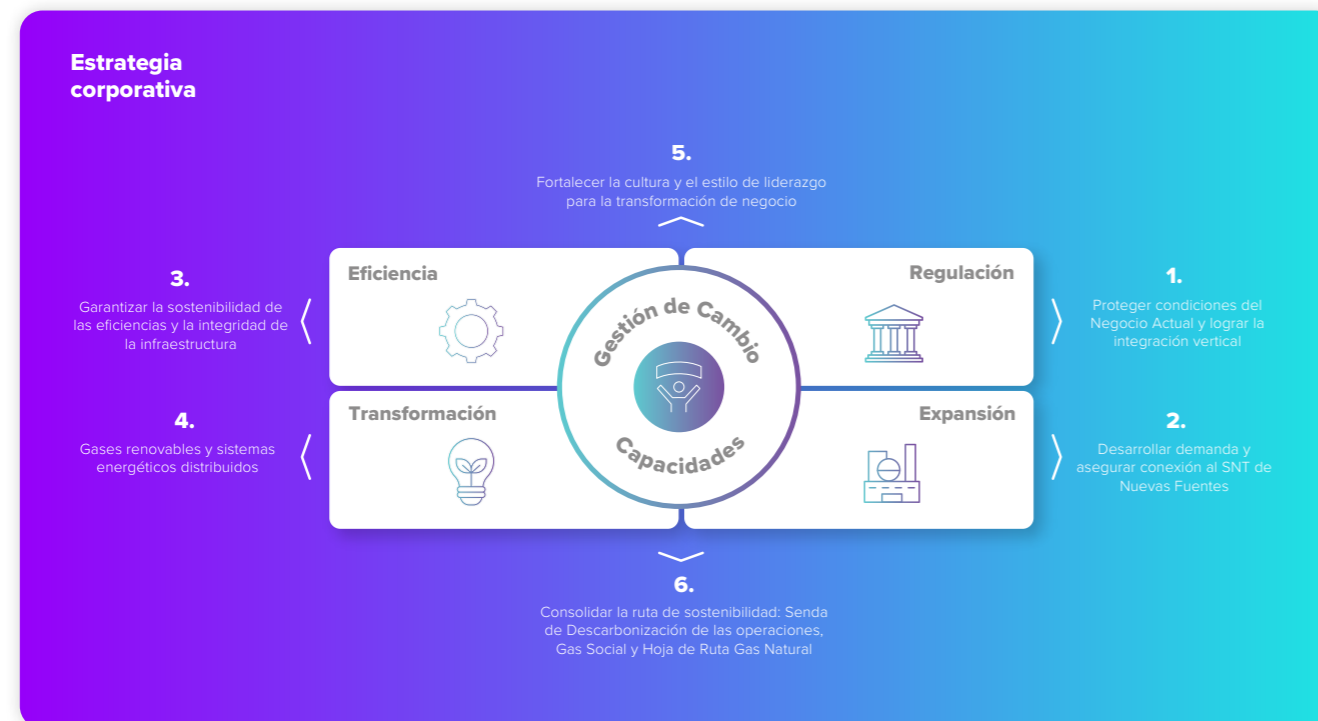 Estrategia
corporativa
5.
Fortalecer la cultura y el estilo de liderazgo
para la transformación de negocio
3.
Garantizar la sostenibilidad de
las eficiencias y la integridad de
la infraestructura
Eficiencia
Regulación
1.
Proteger condiciones del
Negocio Actual y lograr la
integración vertical
Gestión de Cambio
Capacidades
4.
Gases renovables y sistemas
energéticos distribuidos
Transformación
Expansión
2.
Desarrollar demanda y
asegurar conexión al SNT de
Nuevas Fuentes
6.
Consolidar la ruta de sostenibilidad: Senda
de Descarbonización de las operaciones,
Gas Social y Hoja de Ruta Gas Natural